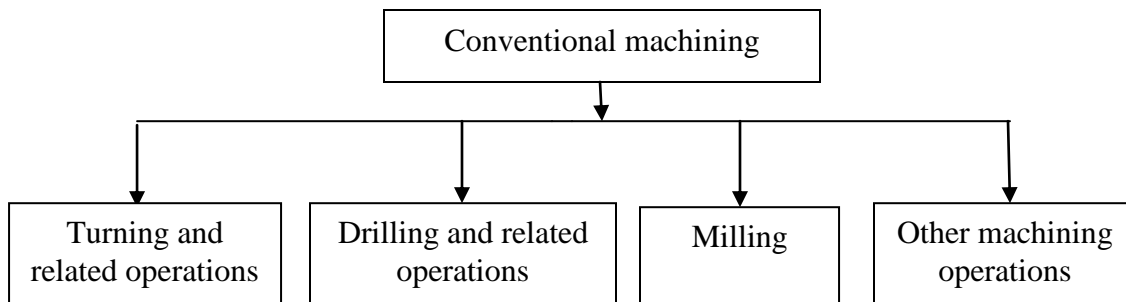 Conventional machining
Turning and
related operations
Drilling and related
operations
Milling
Other machining
operations